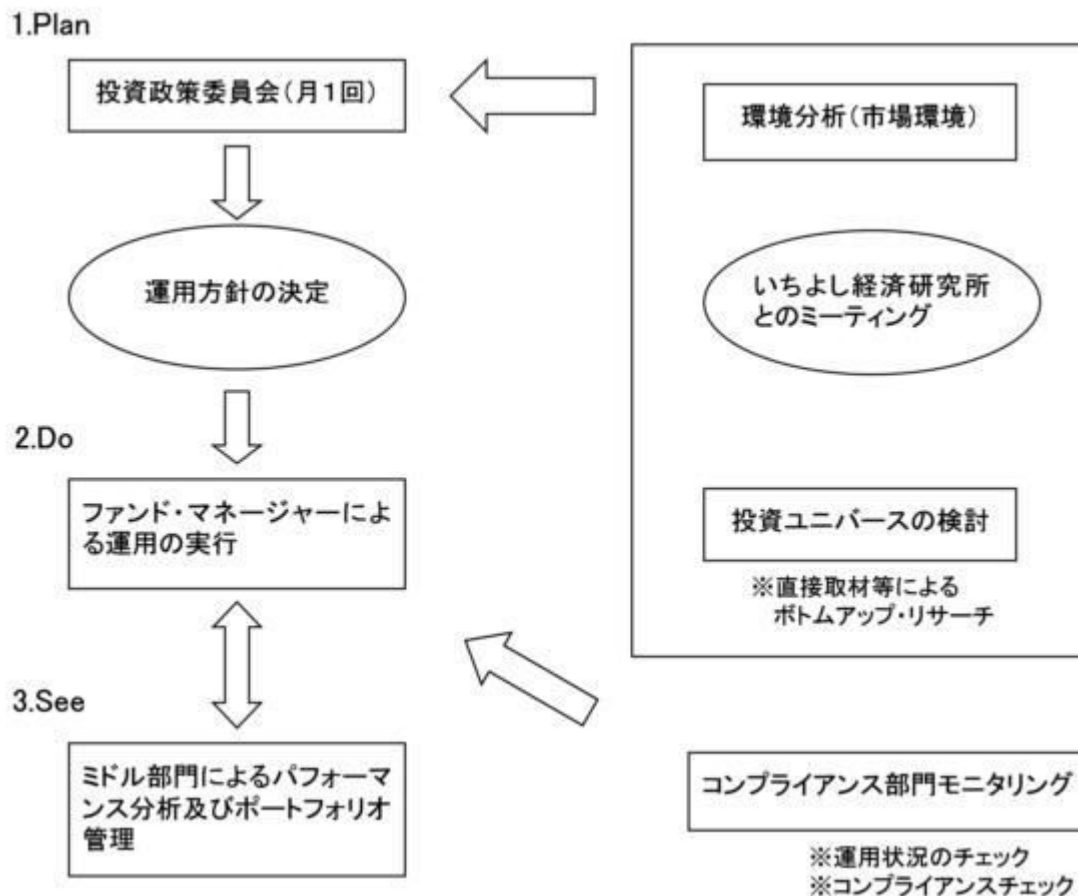 1.Plan
投資政策委員会(月1回)
運用方針の決定
2.Do
ファンド・マネージャーによ
る運用の実行
3.See
ミドル部門によるパフォーマ
ンス分析及びポートフォリオ
管理
環境分析(市場環境)
いちよし経済研究所
とのミーティング
投資ユニバースの検討
※直接取材等による
ボトムアップ・リサーチ
コンプライアンス部門モニタリング
※運用状況のチェック
※コンプライアンスチェック